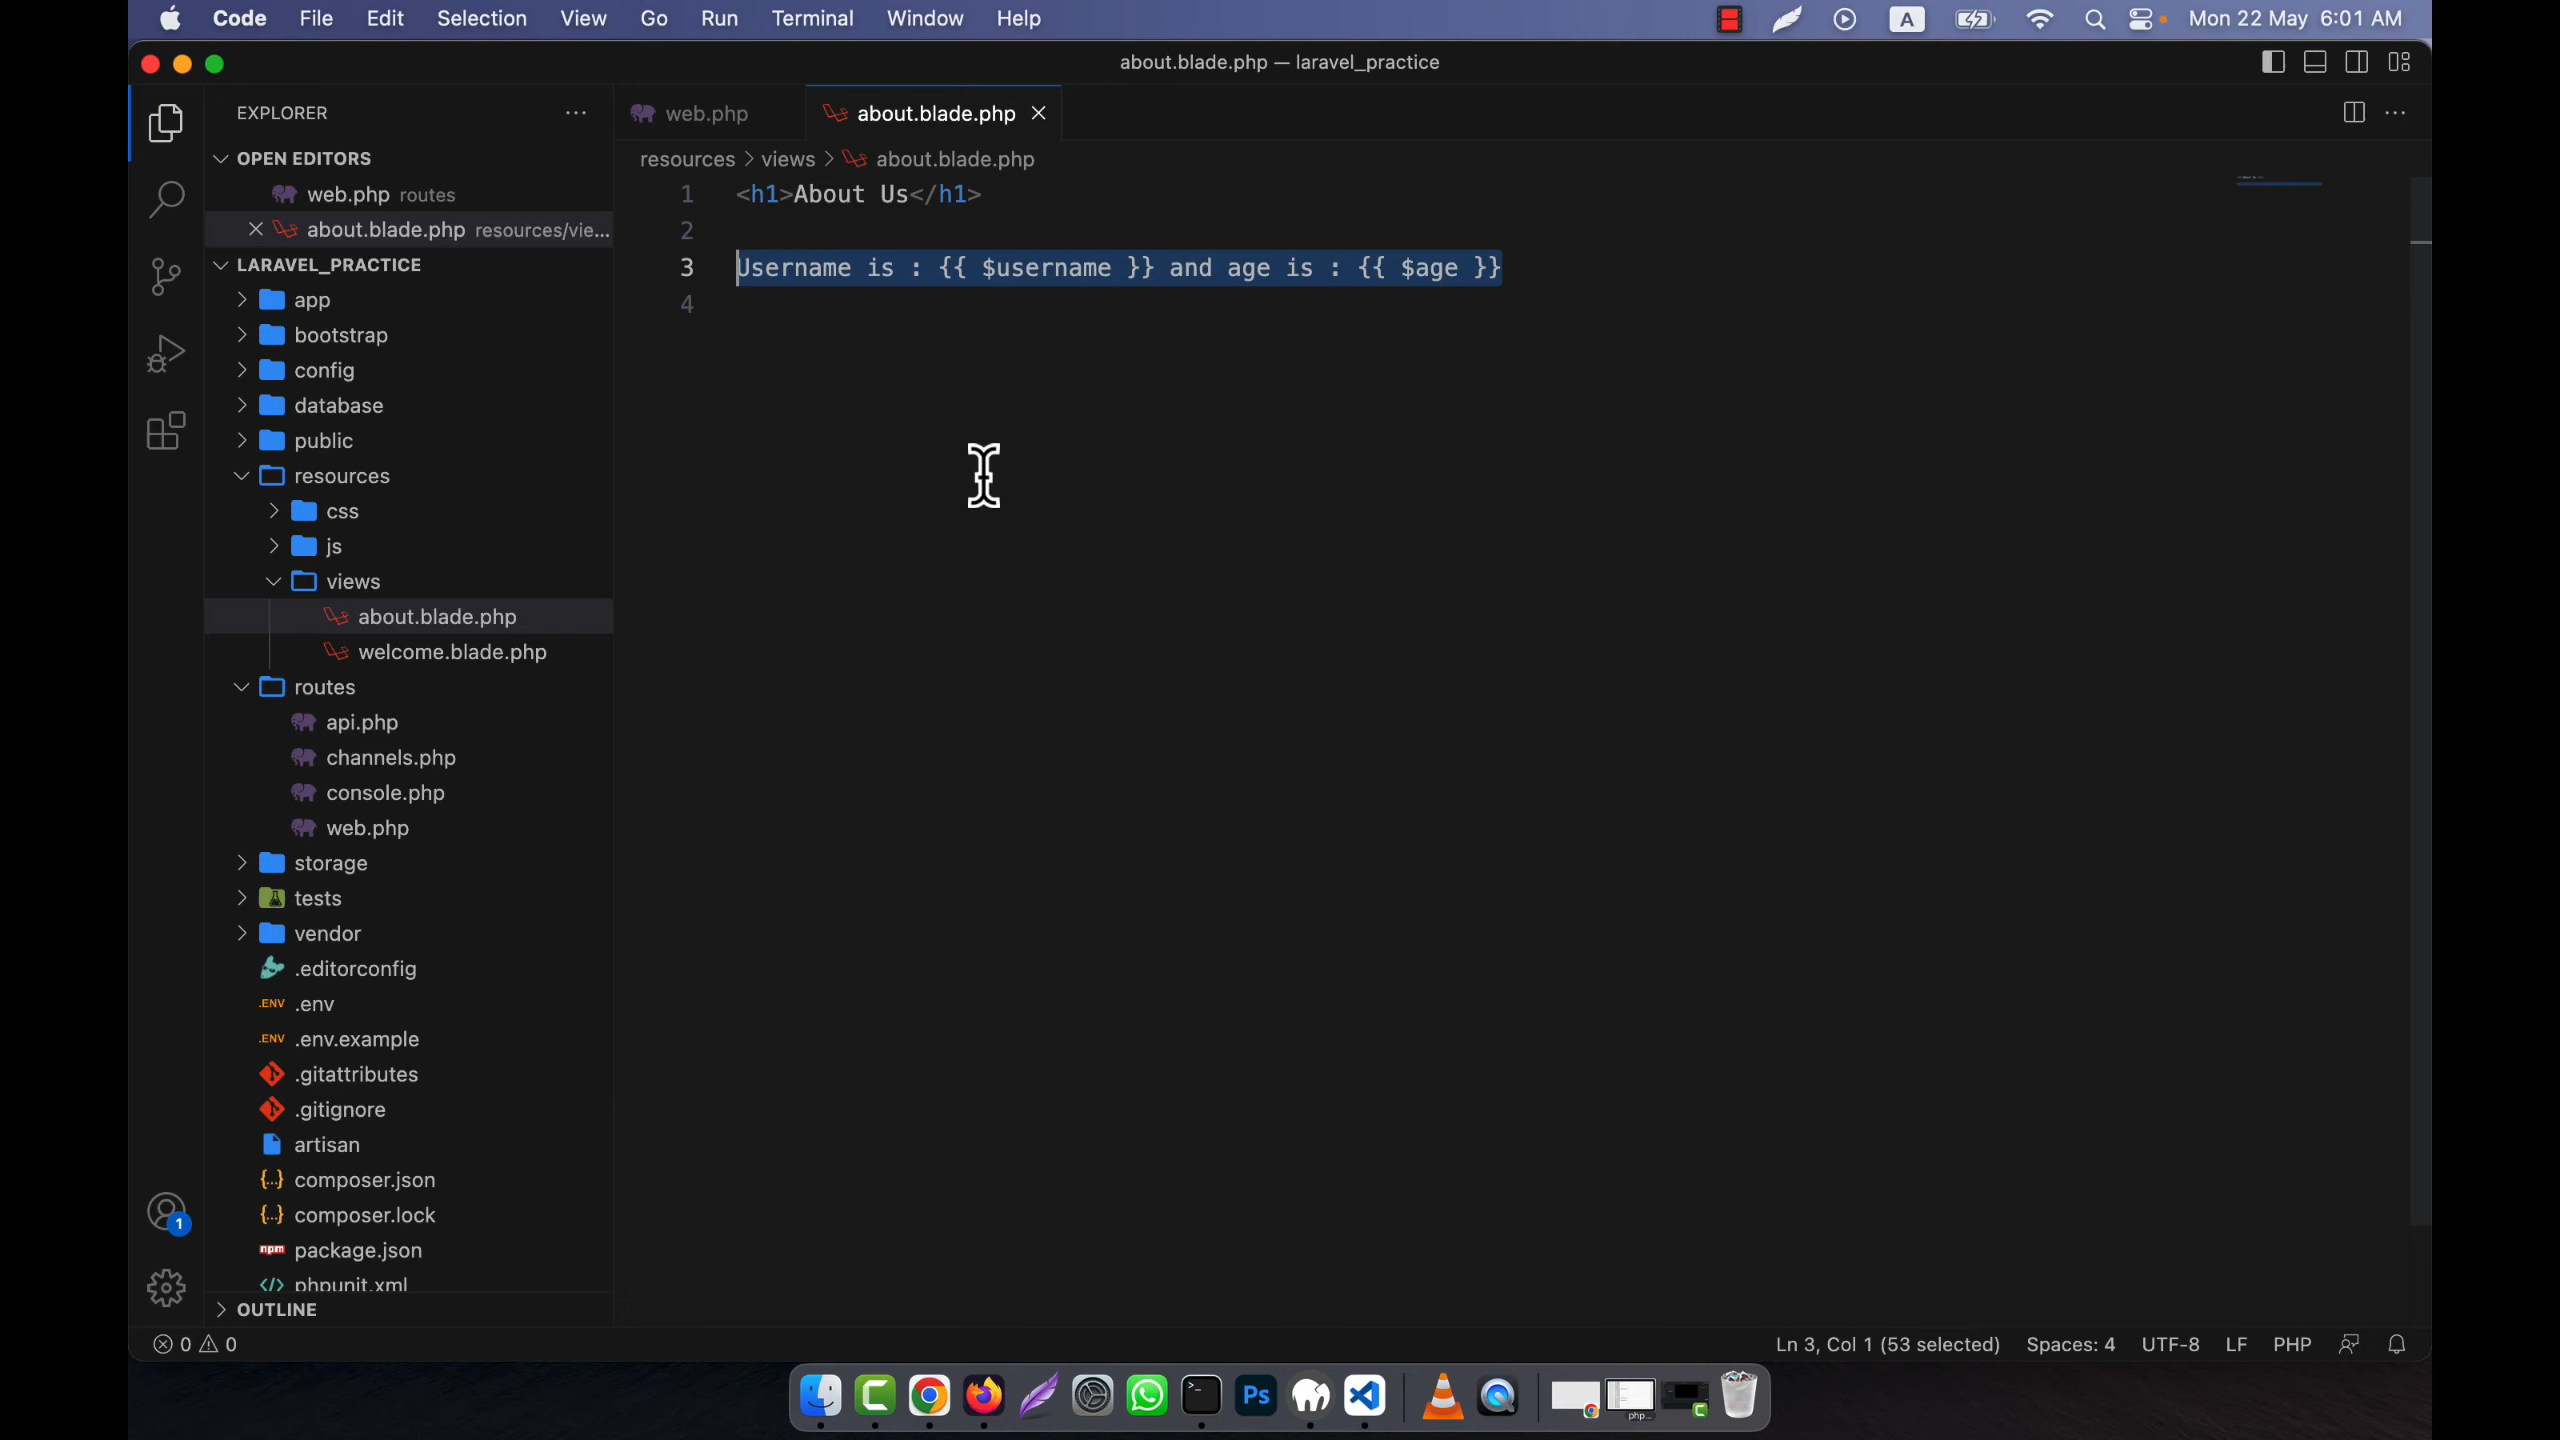 Code File Edit Selection View Go Run Terminal Window Help A Mon 22 May 6:01 AM
about.blade.php — laravel_practice
EXPLORER
web.php
about.blade.php
OPEN EDITORS
resources > views > about.blade.php
web.php routes
about.blade.php resources/vie...
1 <h1>About Us</h1>
2
3 Username is : {{ $username }} and age is : {{ $age }}
4
LARAVEL_PRACTICE
app
bootstrap
config
database
public
resources
css
js
views
about.blade.php
welcome.blade.php
routes
api.php
channels.php
console.php
web.php
storage
tests
vendor
.editorconfig
.ENV .env
.ENV .env.example
.gitattributes
.gitignore
artisan
{..} composer.json
{..} composer.lock
npm package.json
</> phpunit.xml
1
OUTLINE
0 0
Ln 3, Col 1 (53 selected) Spaces: 4 UTF-8 LF PHP
Ps
php...